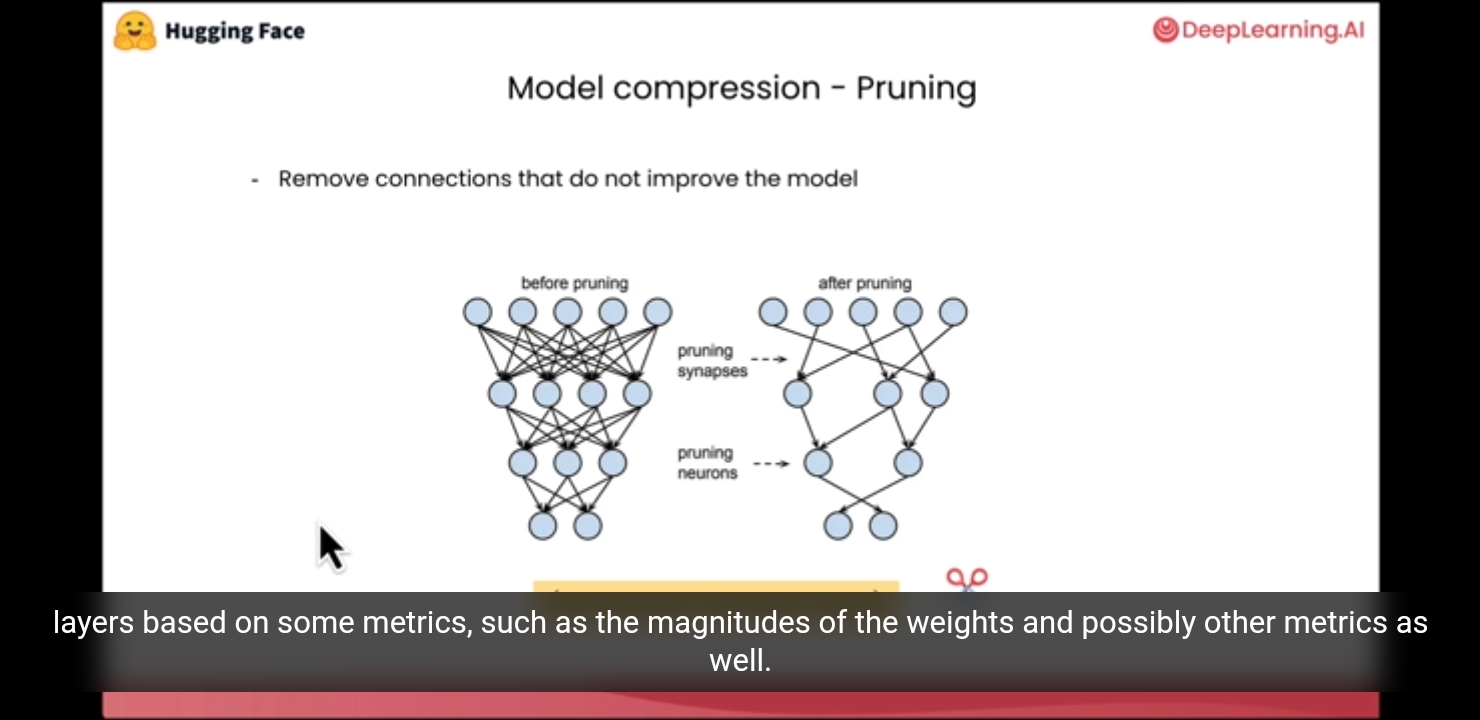 Hugging Face
DeepLearning.AI
Model compression - Pruning
- Remove connections that do not improve the model
before pruning
after pruning
pruning
synapses
pruning
neurons
layers based on some metrics, such as the magnitudes of the weights and possibly other metrics as
well.